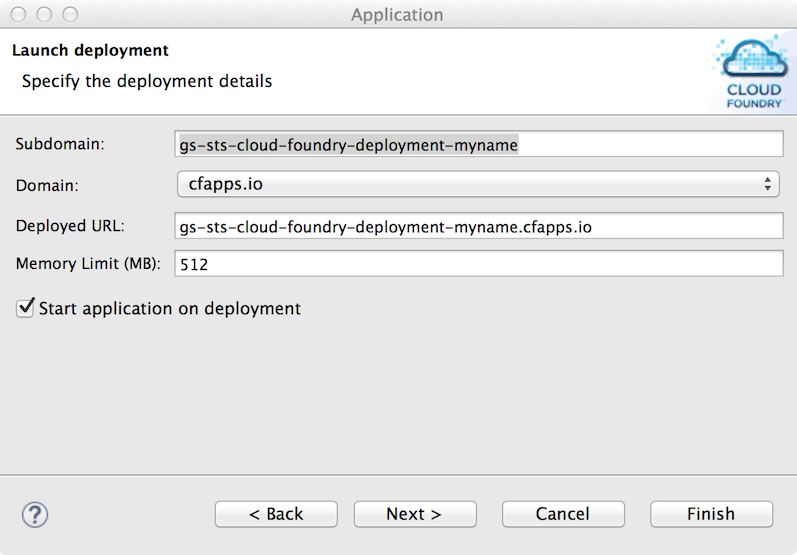 Application
Launch deployment
Specify the deployment details
CLOUD
FOUNDRY
Subdomain: gs-sts-cloud-foundry-deployment-myname
Domain: cfapps.io
Deployed URL: gs-sts-cloud-foundry-deployment-myname.cfapps.io
Memory Limit (MB): 512
Start application on deployment
? < Back Next > Cancel Finish